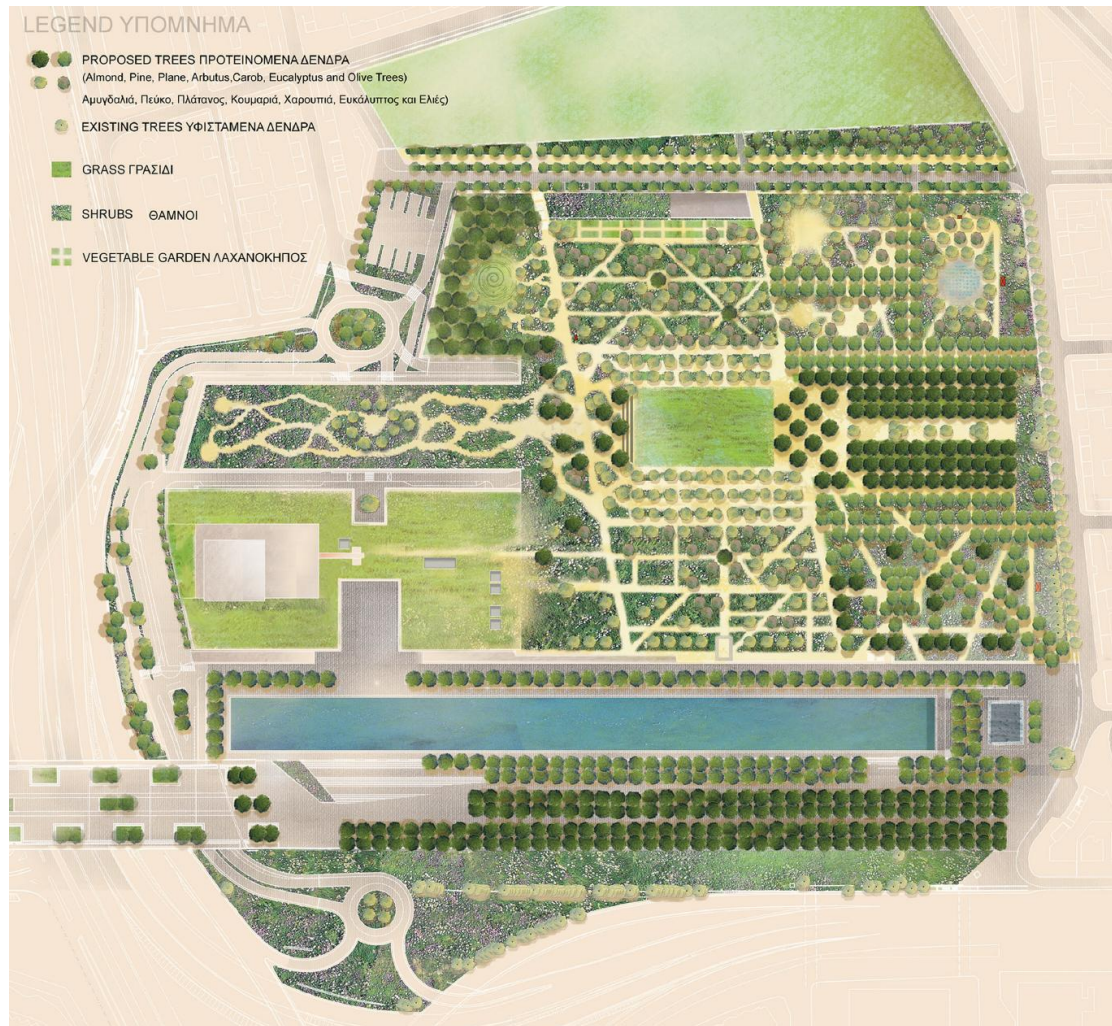 LEGEND ΥΠΟΜΝΗΜΑ
PROPOSED TREES ΠΡΟΤΕΙΝΟΜΕΝΑ ΔΕΝΔΡΑ
(Almond, Pine, Plane, Arbutus,Carob, Eucalyptus and Olive Trees)
Αμυγδαλιά, Πεύκο, Πλάτανος, Κουμαριά, Χαρουπιά, Ευκάλυπτος και Ελιές)
EXISTING TREES ΥΦΙΣΤΑΜΕΝΑ ΔΕΝΔΡΑ
GRASS ΓΡΑΣΙΔΙ
SHRUBS ΘΑΜΝΟΙ
VEGETABLE GARDEN ΛΑΧΑΝΟΚΗΠΟΣ